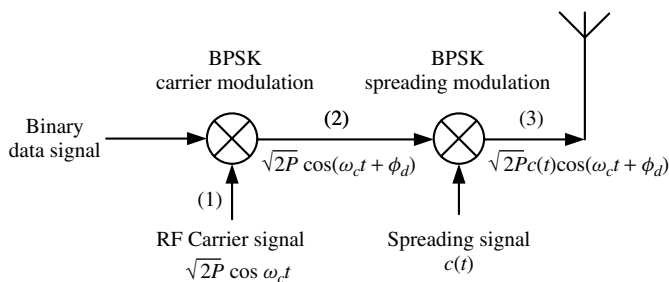 BPSK
carrier modulation
BPSK
spreading modulation
(2)
(3)
Binary
data signal
√2P cos(ω_c t + ϕ_d)
√2P c(t)cos(ω_c t + ϕ_d)
(1)
RF Carrier signal
√2P cos ω_c t
Spreading signal
c(t)